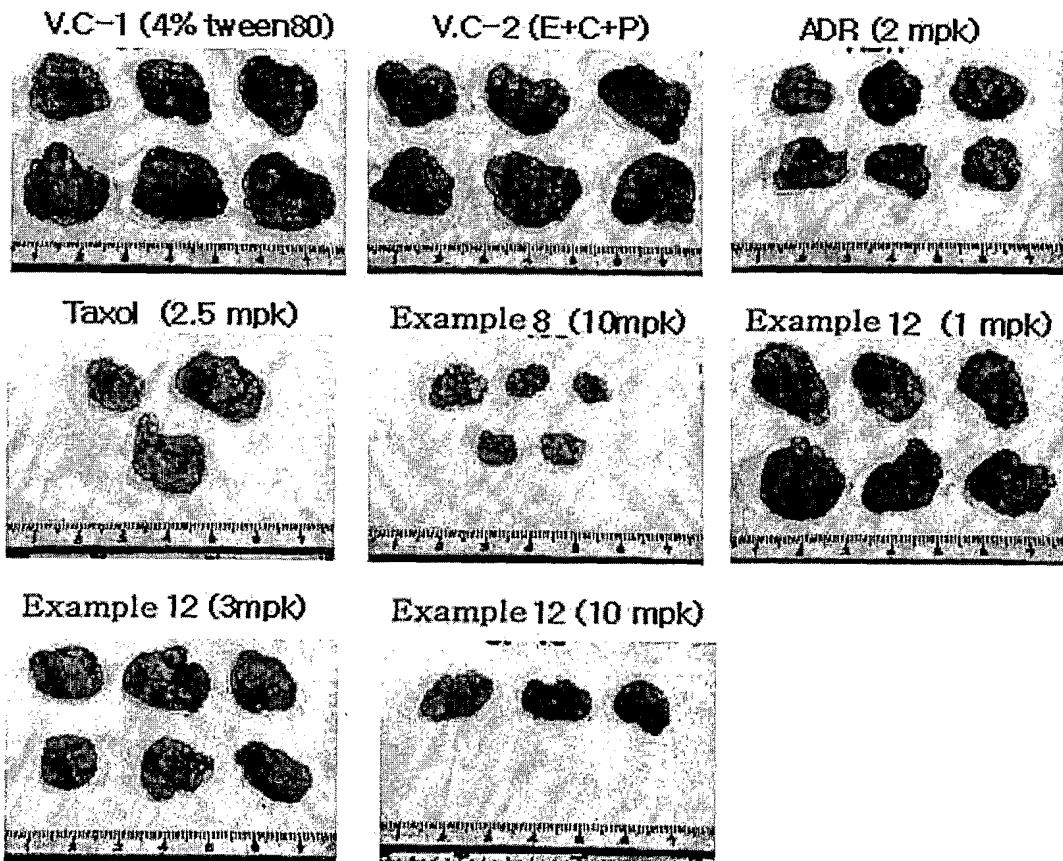 V.C-1 (4% tween80)
V.C-2 (E+C+P)
ADR (2 mpk)
Taxol (2.5 mpk)
Example 8 (10mpk)
Example 12 (1 mpk)
Example 12 (3mpk)
Example 12 (10 mpk)